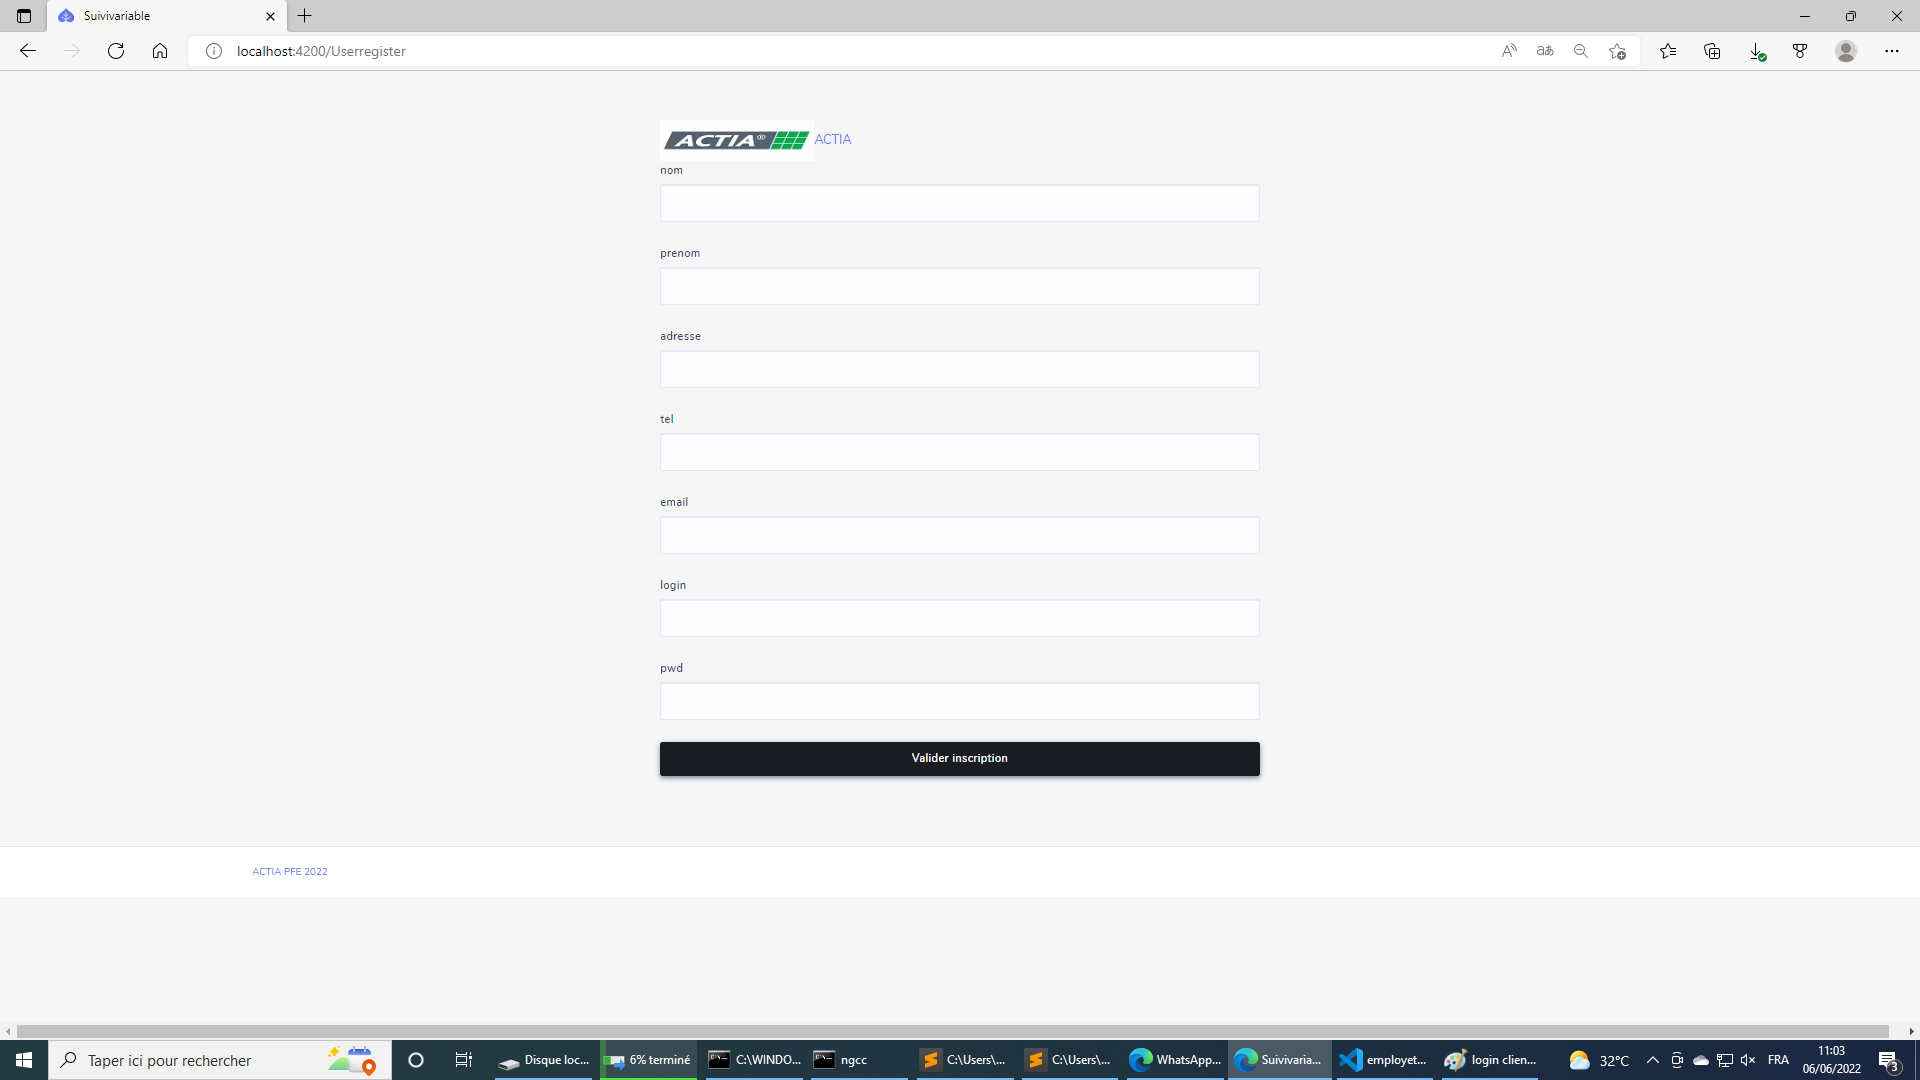 Suivivariable
localhost:4200/Userregister
ACTIA® ACTIA
nom
prenom
adresse
tel
email
login
pwd
Valider inscription
ACTIA PFE 2022
Taper ici pour rechercher
Disque loc...
6% terminé
C:\WINDO...
ngcc
C:\Users\...
C:\Users\...
WhatsApp...
Suivivaria...
employet...
login clien...
32°C
FRA
11:03
06/06/2022
3